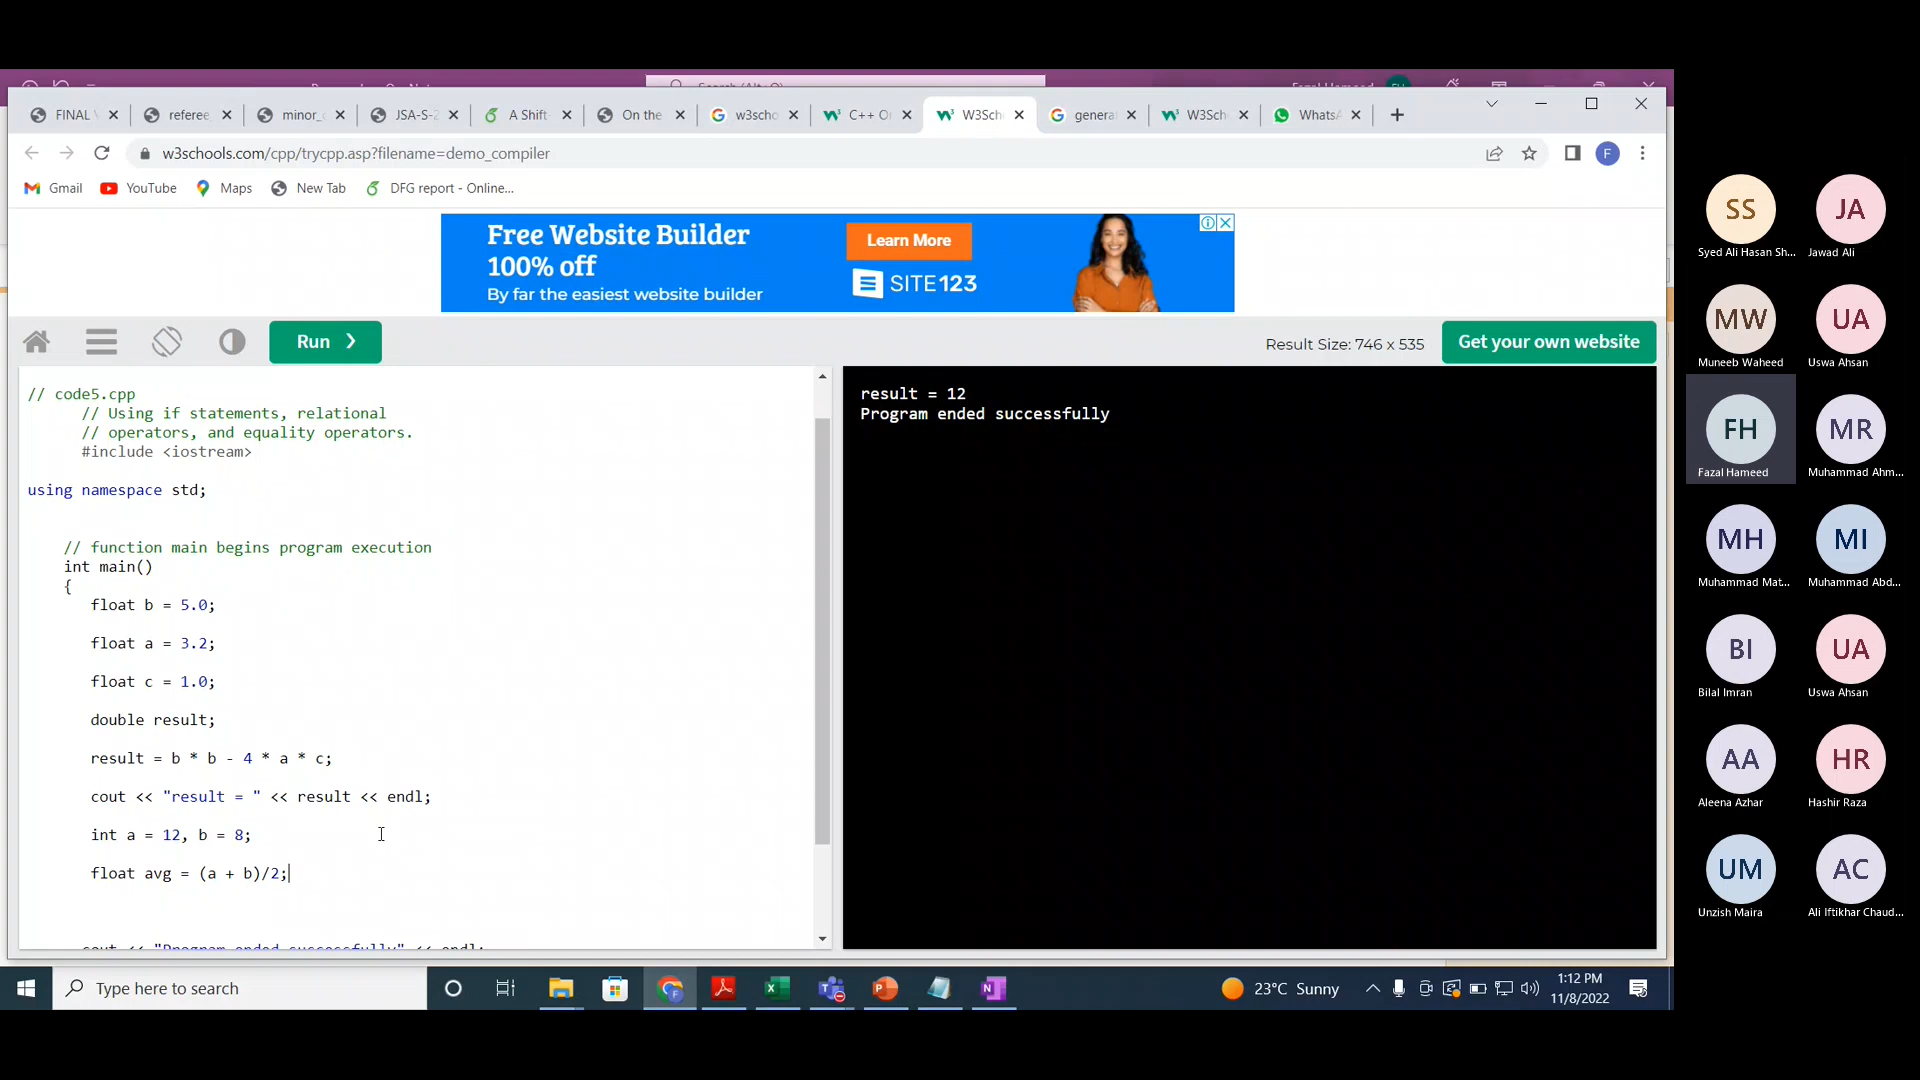 FINAL
referee
minor_
JSA-S-Z
A Shift-
On the
w3scho
C++ O
W3Sch
general
W3Sch
WhatsA
w3schools.com/cpp/trycpp.asp?filename=demo_compiler
F
Gmail
YouTube
Maps
New Tab
DFG report - Online...
Free Website Builder
100% off
By far the easiest website builder
Learn More
SITE123
Run ❯
Result Size: 746 x 535
Get your own website
// code5.cpp
// Using if statements, relational
// operators, and equality operators.
#include <iostream>
using namespace std;
// function main begins program execution
int main()
{
float b = 5.0;
float a = 3.2;
float c = 1.0;
double result;
result = b * b - 4 * a * c;
cout << "result = " << result << endl;
int a = 12, b = 8;
float avg = (a + b)/2;
cout << "Program ended successfully" << endl;
result = 12
Program ended successfully
SS
Syed Ali Hasan Sh...
JA
Jawad Ali
MW
Muneeb Waheed
UA
Uswa Ahsan
FH
Fazal Hameed
MR
Muhammad Ahm...
MH
Muhammad Mat...
MI
Muhammad Abd...
BI
Bilal Imran
UA
Uswa Ahsan
AA
Aleena Azhar
HR
Hashir Raza
UM
Unzish Maira
AC
Ali Iftikhar Chaud...
Type here to search
23°C Sunny
1:12 PM
11/8/2022